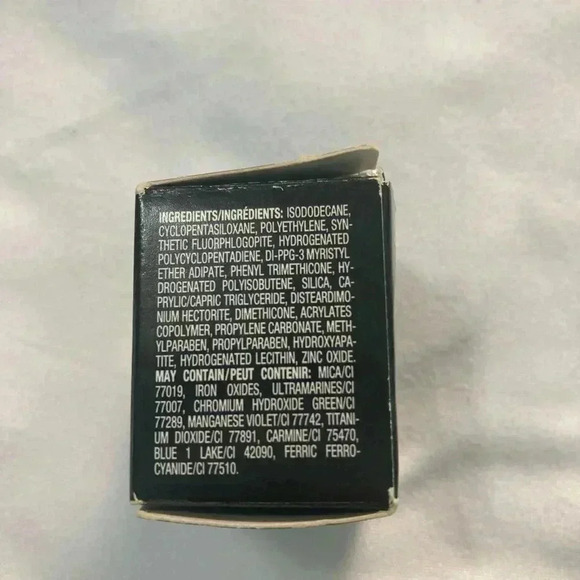 INGREDIENTS/INGRÉDIENTS: ISODODECANE,
CYCLOPENTASILOXANE, POLYETHYLENE, SYN-
THETIC FLUORPHLOGOPITE, HYDROGENATED
POLYCYCLOPENTADIENE, DI-PPG-3 MYRISTYL
ETHER ADIPATE, PHENYL TRIMETHICONE, HY-
DROGENATED POLYISOBUTENE, SILICA, CA-
PRYLIC/CAPRIC TRIGLYCERIDE, DISTEARDIMO-
NIUM HECTORITE, DIMETHICONE, ACRYLATES
COPOLYMER, PROPYLENE CARBONATE, METH-
YLPARABEN, PROPYLPARABEN, HYDROXYAPA-
TITE, HYDROGENATED LECITHIN, ZINC OXIDE.
MAY CONTAIN/PEUT CONTENIR: MICA/CI
77019, IRON OXIDES, ULTRAMARINES/CI
77007, CHROMIUM HYDROXIDE GREEN/CI
77289, MANGANESE VIOLET/CI 77742, TITANI-
UM DIOXIDE/CI 77891, CARMINE/CI 75470,
BLUE 1 LAKE/CI 42090, FERRIC FERRO-
CYANIDE/CI 77510.